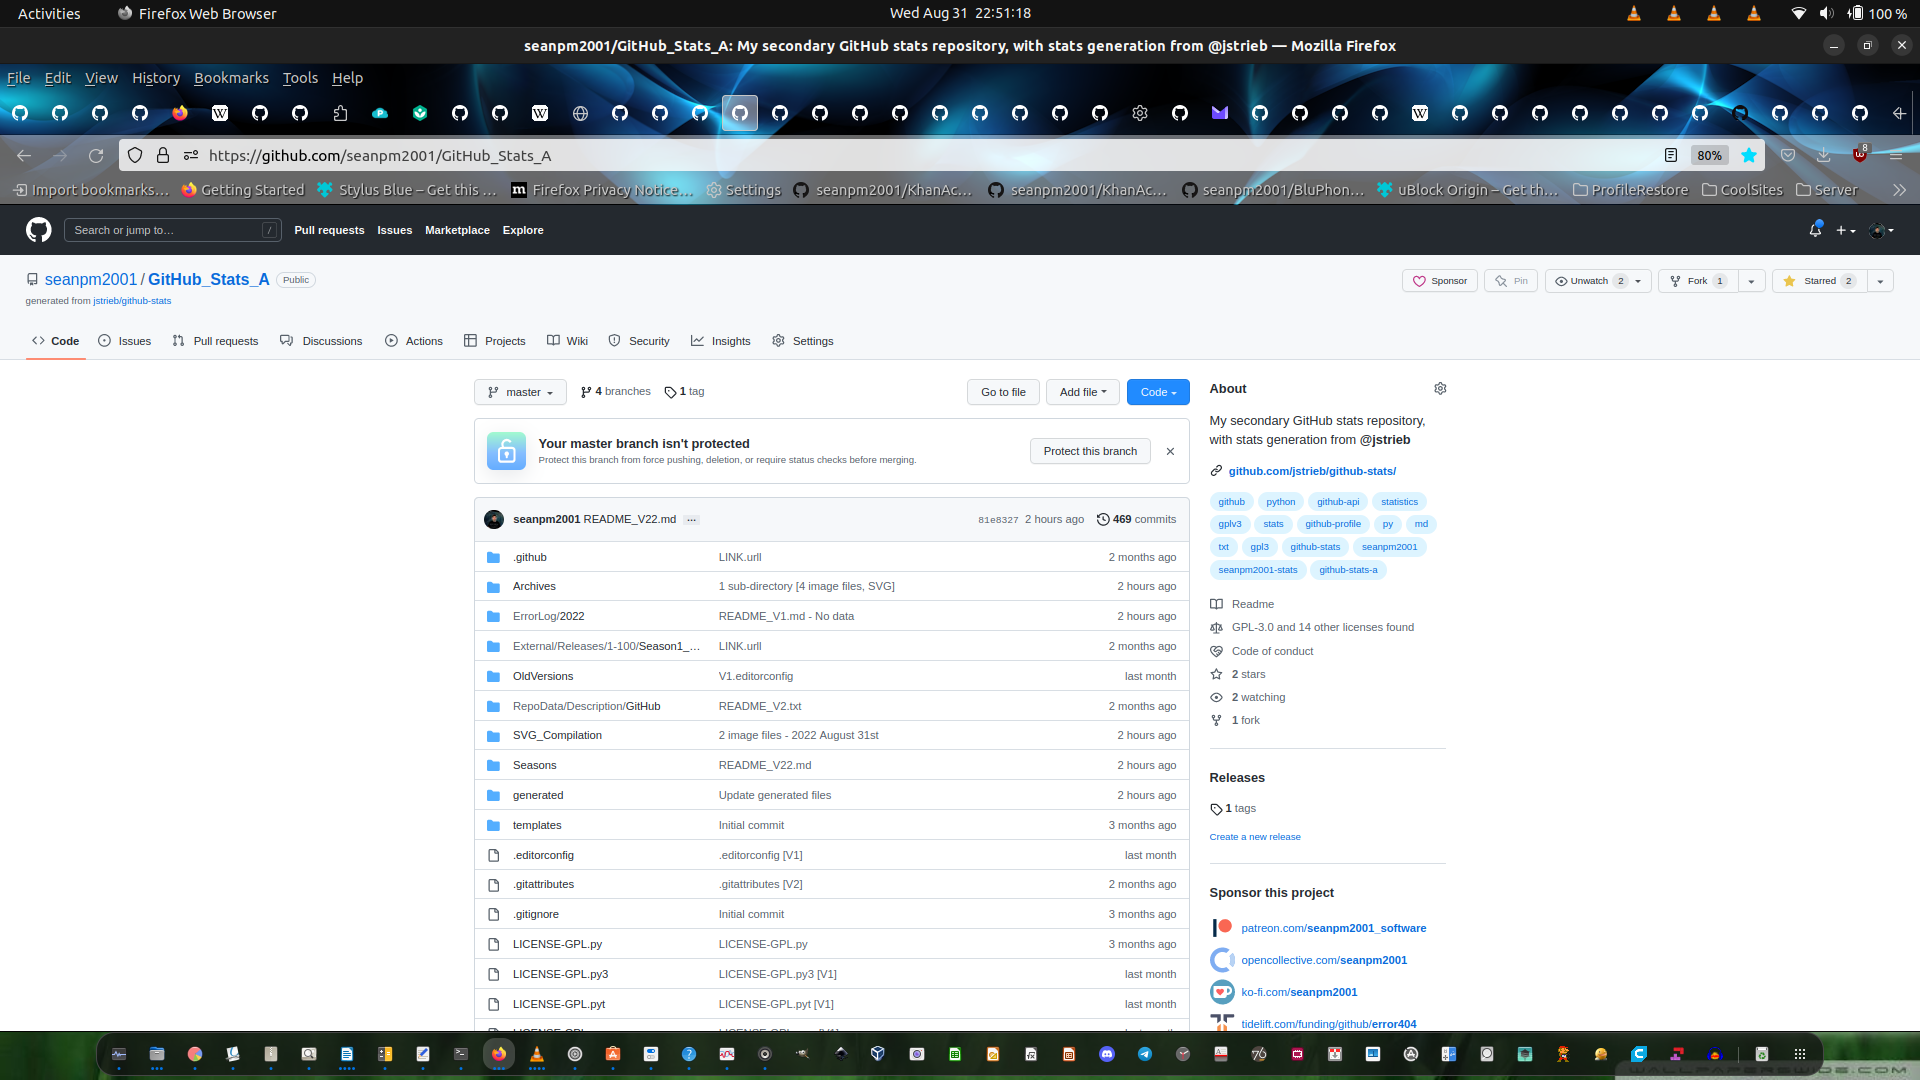 Activities Firefox Web Browser Wed Aug 31 22:51:18 100 %
seanpm2001/GitHub_Stats_A: My secondary GitHub stats repository, with stats generation from @jstrieb — Mozilla Firefox
File Edit View History Bookmarks Tools Help
https://github.com/seanpm2001/GitHub_Stats_A 80% 8
Import bookmarks… Getting Started Stylus Blue – Get this … Firefox Privacy Notice… Settings seanpm2001/KhanAc… seanpm2001/KhanAc… seanpm2001/BluPhon… uBlock Origin – Get th… ProfileRestore CoolSites Server
Search or jump to… / Pull requests Issues Marketplace Explore
seanpm2001 / GitHub_Stats_A Public Sponsor Pin Unwatch 2 Fork 1 Starred 2
generated from jstrieb/github-stats
Code Issues Pull requests Discussions Actions Projects Wiki Security Insights Settings
master 4 branches 1 tag Go to file Add file Code
Your master branch isn't protected
Protect this branch from force pushing, deletion, or require status checks before merging.
Protect this branch
seanpm2001 README_V22.md ... 81e8327 2 hours ago 469 commits
.github LINK.urll 2 months ago
Archives 1 sub-directory [4 image files, SVG] 2 hours ago
ErrorLog/2022 README_V1.md - No data 2 hours ago
External/Releases/1-100/Season1_… LINK.urll 2 months ago
OldVersions V1.editorconfig last month
RepoData/Description/GitHub README_V2.txt 2 months ago
SVG_Compilation 2 image files - 2022 August 31st 2 hours ago
Seasons README_V22.md 2 hours ago
generated Update generated files 2 hours ago
templates Initial commit 3 months ago
.editorconfig .editorconfig [V1] last month
.gitattributes .gitattributes [V2] 2 months ago
.gitignore Initial commit 3 months ago
LICENSE-GPL.py LICENSE-GPL.py 3 months ago
LICENSE-GPL.py3 LICENSE-GPL.py3 [V1] last month
LICENSE-GPL.pyt LICENSE-GPL.pyt [V1] last month
About
My secondary GitHub stats repository,
with stats generation from @jstrieb
github.com/jstrieb/github-stats/
github python github-api statistics
gplv3 stats github-profile py md
txt gpl3 github-stats seanpm2001
seanpm2001-stats github-stats-a
Readme
GPL-3.0 and 14 other licenses found
Code of conduct
2 stars
2 watching
1 fork
Releases
1 tags
Create a new release
Sponsor this project
patreon.com/seanpm2001_software
opencollective.com/seanpm2001
ko-fi.com/seanpm2001
tidelift.com/funding/github/error404